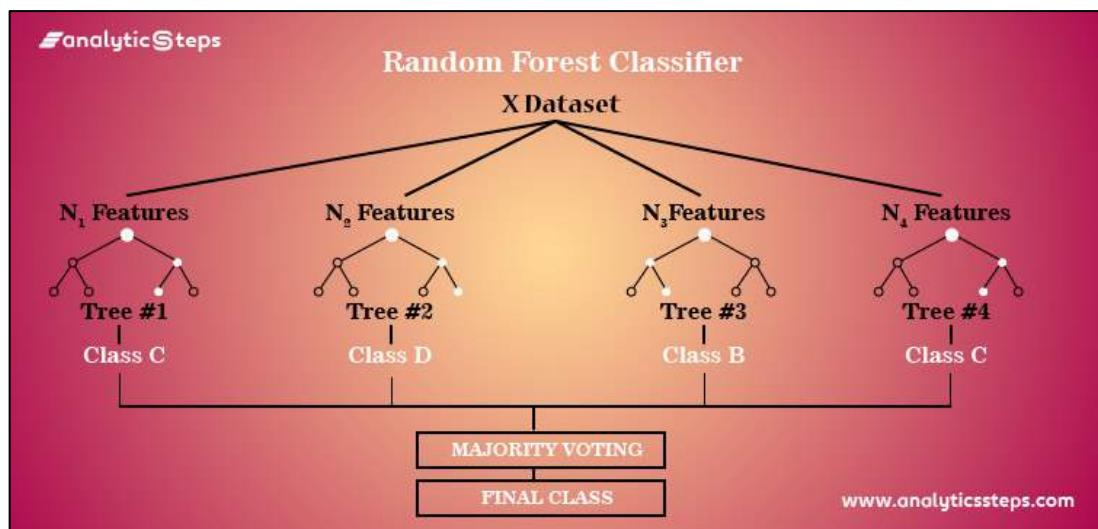 analyticSteps
Random Forest Classifier
X Dataset
N₁ Features N₂ Features N₃Features N₄ Features
Tree #1 Tree #2 Tree #3 Tree #4
Class C Class D Class B Class C
MAJORITY VOTING
FINAL CLASS
www.analyticssteps.com